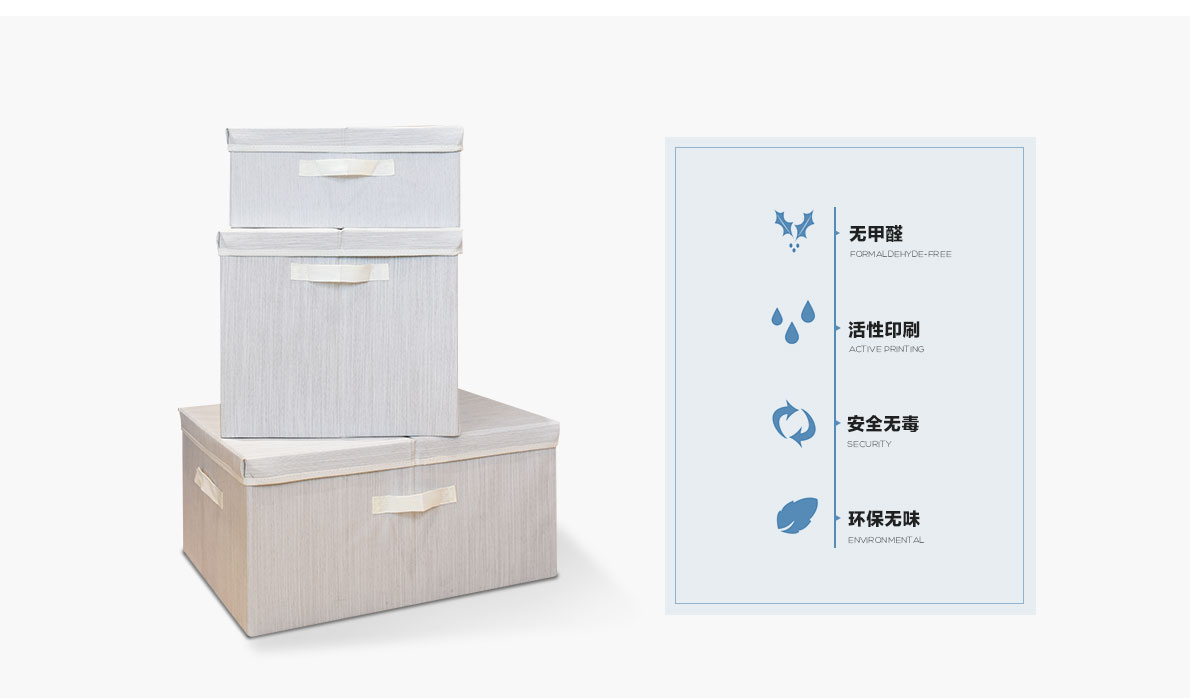 无甲醛
FORMALDEHYDE-FREE
活性印刷
ACTIVE PRINTING
安全无毒
SECURITY
环保无味
ENVIRONMENTAL